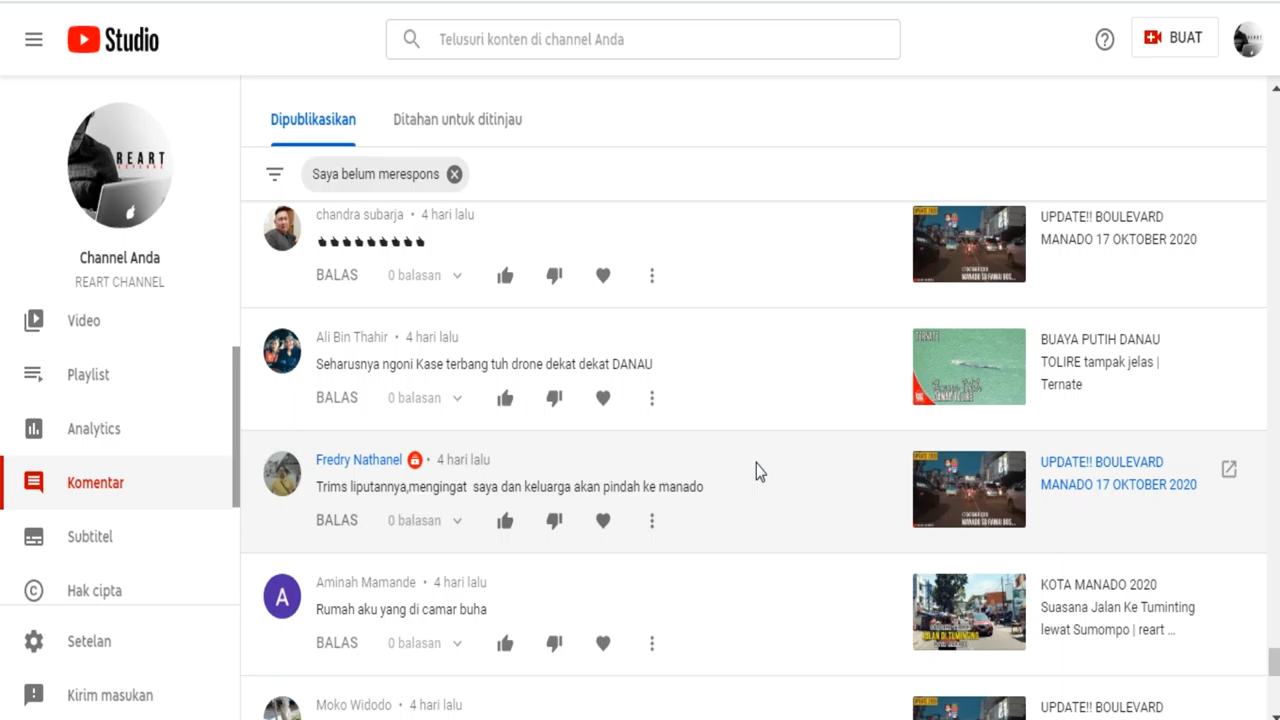 Studio
Telusuri konten di channel Anda
BUAT
REART
Channel Anda
REART CHANNEL
Video
Playlist
Analytics
Komentar
Subtitel
Hak cipta
Setelan
Kirim masukan
Dipublikasikan
Ditahan untuk ditinjau
Saya belum merespons
chandra subarja • 4 hari lalu
BALAS 0 balasan
UPDATE!! BOULEVARD
MANADO 17 OKTOBER 2020
Ali Bin Thahir • 4 hari lalu
Seharusnya ngoni Kase terbang tuh drone dekat dekat DANAU
BALAS 0 balasan
TERNATE
BUAYA PUTIH DANAU
TOLIRE tampak jelas |
Ternate
Fredry Nathanel • 4 hari lalu
Trims liputannya,mengingat saya dan keluarga akan pindah ke manado
BALAS 0 balasan
UPDATE!! BOULEVARD
MANADO 17 OKTOBER 2020
A
Aminah Mamande • 4 hari lalu
Rumah aku yang di camar buha
BALAS 0 balasan
JALAN DI TUMINTING
KOTA MANADO 2020
Suasana Jalan Ke Tuminting
lewat Sumompo | reart ...
Moko Widodo • 4 hari lalu
UPDATE!! BOULEVARD